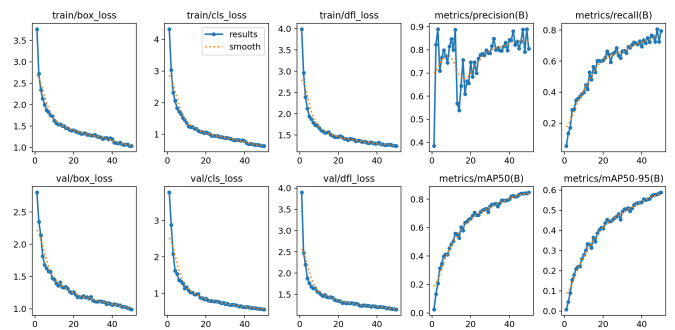 train/box_loss
train/cls_loss
train/dfl_loss
metrics/precision(B)
metrics/recall(B)
3.5
3.0
2.5
2.0
1.5
1.0
0 20 40
results
smooth
4
3
2
1
0 20 40
4.0
3.5
3.0
2.5
2.0
1.5
0 20 40
0.9
0.8
0.7
0.6
0.5
0.4
0 20 40
0.8
0.6
0.4
0.2
0 20 40
val/box_loss
val/cls_loss
val/dfl_loss
metrics/mAP50(B)
metrics/mAP50-95(B)
2.5
2.0
1.5
1.0
0 20 40
3
2
1
0 20 40
4.0
3.5
3.0
2.5
2.0
1.5
0 20 40
0.8
0.6
0.4
0.2
0.0
0 20 40
0.6
0.5
0.4
0.3
0.2
0.1
0.0
0 20 40